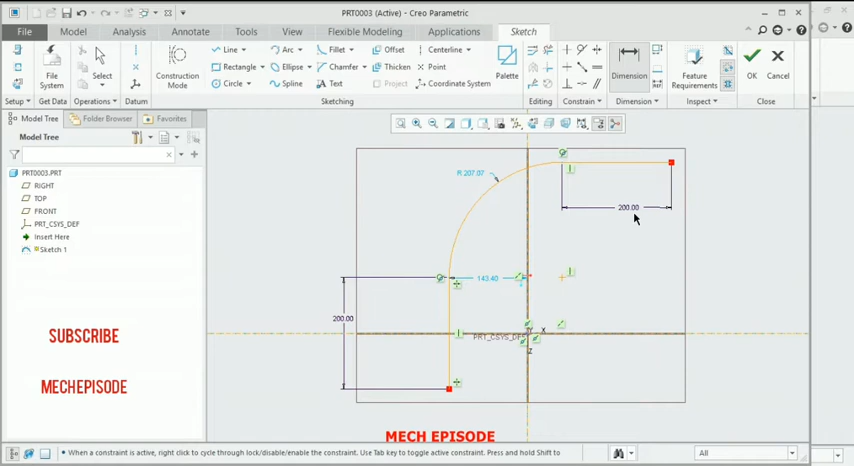 PRT0003 (Active) - Creo Parametric
File Model Analysis Annotate Tools View Flexible Modeling Applications Sketch
File System
Select
Line Arc Fillet Offset Centerline
Rectangle Ellipse Chamfer Thicken Point
Circle Spline Text Project Coordinate System
Construction Mode
Palette
Dimension
Feature Requirements
OK Cancel
Setup Get Data Operations Datum Sketching Editing Constrain Dimension Inspect Close
Model Tree Folder Browser Favorites
PRT0003.PRT
RIGHT
TOP
FRONT
PRT_CSYS_DEF
Insert Here
Sketch 1
R 207.07
200.00
143.40
200.00
Y X
PRT_CSYS_DEF
Z
SUBSCRIBE
MECHEPISODE
MECH EPISODE
When a constraint is active, right click to cycle through lock/disable/enable the constraint. Use Tab key to toggle active constraint. Press and hold Shift to
All